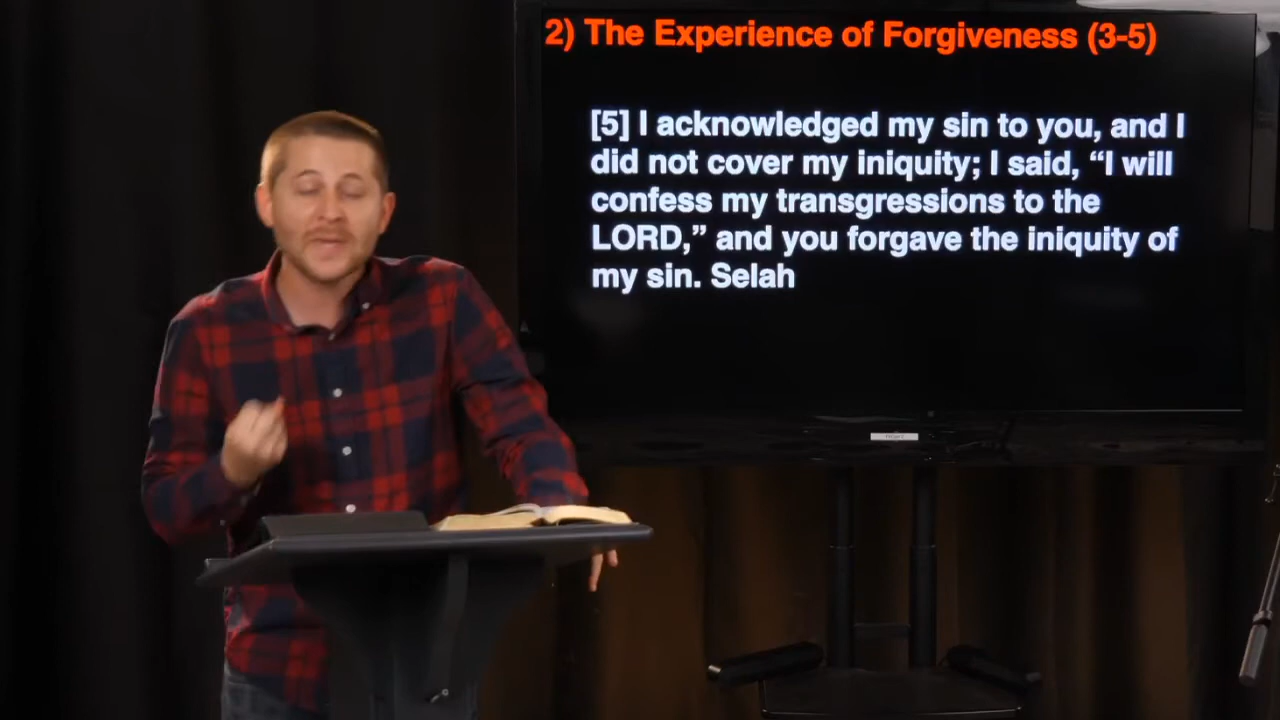 2) The Experience of Forgiveness (3-5)
[5] I acknowledged my sin to you, and I
did not cover my iniquity; I said, “I will
confess my transgressions to the
LORD,” and you forgave the iniquity of
my sin. Selah